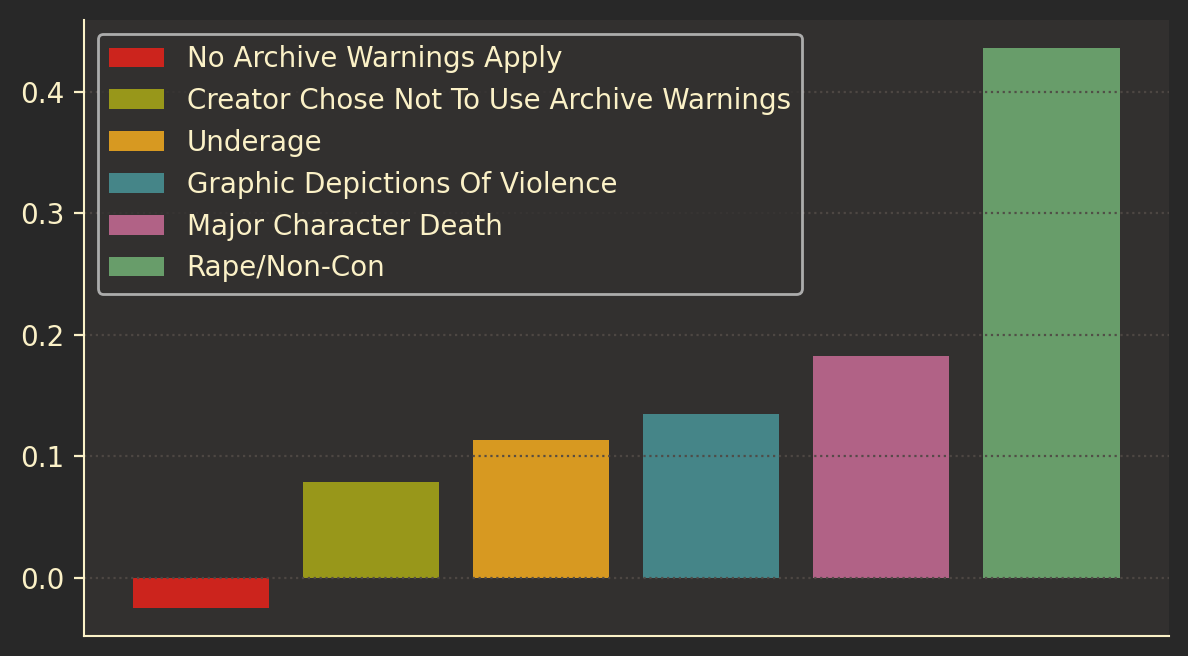 No Archive Warnings Apply
Creator Chose Not To Use Archive Warnings
Underage
Graphic Depictions Of Violence
Major Character Death
Rape/Non-Con
0.4
0.3
0.2
0.1
0.0